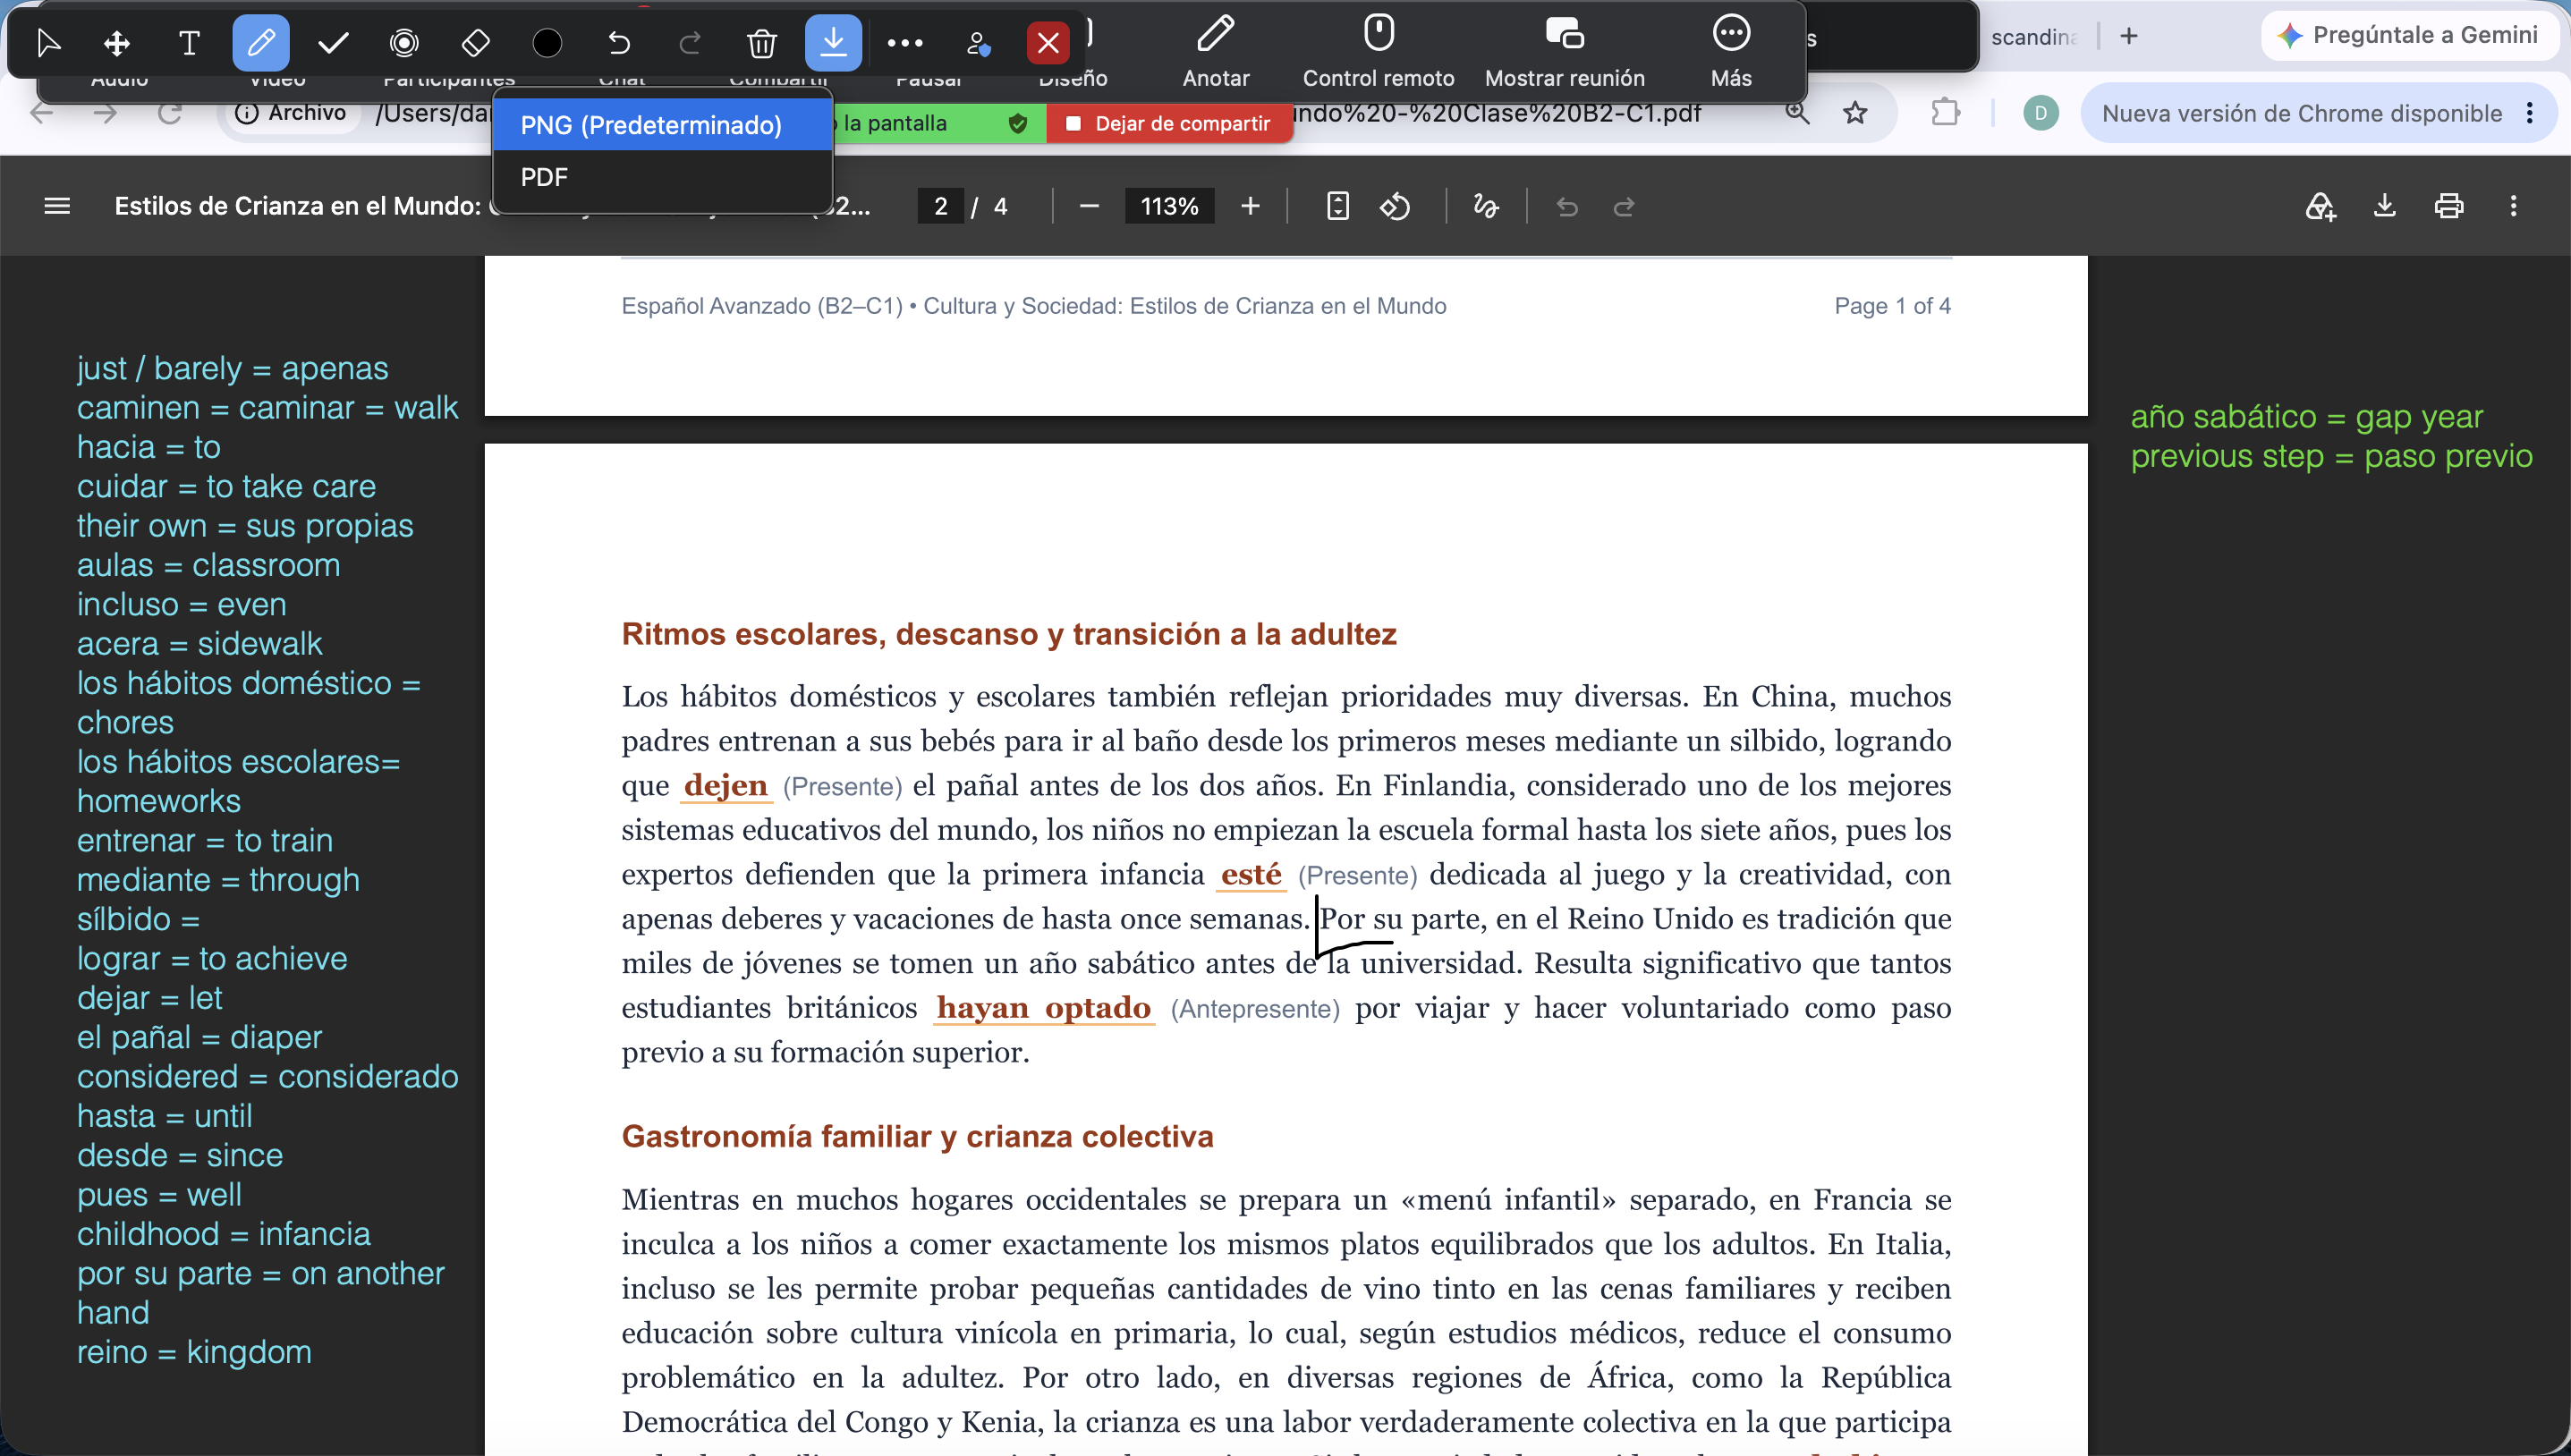 Audio Video Participantes Chat Compartir Pausar Diseño Anotar Control remoto Mostrar reunión Más
scandina
Pregúntale a Gemini
Archivo /Users/da
la pantalla
Dejar de compartir
ndo%20-%20Clase%20B2-C1.pdf
Nueva versión de Chrome disponible
D
PNG (Predeterminado)
PDF
Estilos de Crianza en el Mundo:
2 / 4
113%
Español Avanzado (B2–C1) • Cultura y Sociedad: Estilos de Crianza en el Mundo
Page 1 of 4
just / barely = apenas
caminen = caminar = walk
hacia = to
cuidar = to take care
their own = sus propias
aulas = classroom
incluso = even
acera = sidewalk
los hábitos doméstico =
chores
los hábitos escolares=
homeworks
entrenar = to train
mediante = through
sílbido =
lograr = to achieve
dejar = let
el pañal = diaper
considered = considerado
hasta = until
desde = since
pues = well
childhood = infancia
por su parte = on another
hand
reino = kingdom
año sabático = gap year
previous step = paso previo
Ritmos escolares, descanso y transición a la adultez
Los hábitos domésticos y escolares también reflejan prioridades muy diversas. En China, muchos
padres entrenan a sus bebés para ir al baño desde los primeros meses mediante un silbido, logrando
que dejen (Presente) el pañal antes de los dos años. En Finlandia, considerado uno de los mejores
sistemas educativos del mundo, los niños no empiezan la escuela formal hasta los siete años, pues los
expertos defienden que la primera infancia esté (Presente) dedicada al juego y la creatividad, con
apenas deberes y vacaciones de hasta once semanas. Por su parte, en el Reino Unido es tradición que
miles de jóvenes se tomen un año sabático antes de la universidad. Resulta significativo que tantos
estudiantes británicos hayan optado (Antepresente) por viajar y hacer voluntariado como paso
previo a su formación superior.
Gastronomía familiar y crianza colectiva
Mientras en muchos hogares occidentales se prepara un «menú infantil» separado, en Francia se
inculca a los niños a comer exactamente los mismos platos equilibrados que los adultos. En Italia,
incluso se les permite probar pequeñas cantidades de vino tinto en las cenas familiares y reciben
educación sobre cultura vinícola en primaria, lo cual, según estudios médicos, reduce el consumo
problemático en la adultez. Por otro lado, en diversas regiones de África, como la República
Democrática del Congo y Kenia, la crianza es una labor verdaderamente colectiva en la que participa